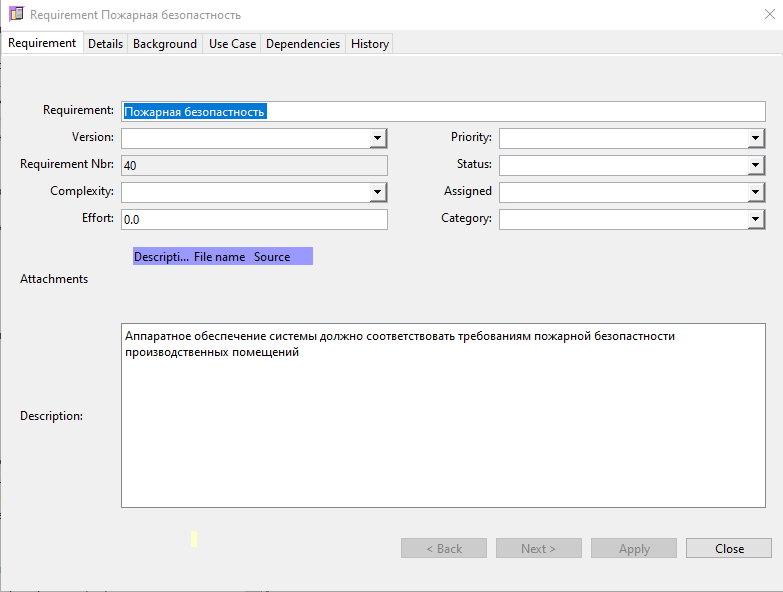 Requirement Пожарная безопастность
Requirement Details Background Use Case Dependencies History
Requirement: Пожарная безопастность
Version: Priority:
Requirement Nbr: 40 Status:
Complexity: Assigned
Effort: 0.0 Category:
Descripti... File name Source
Attachments
Аппаратное обеспечение системы должно соответствовать требованиям пожарной безопастности
производственных помещений
Description:
< Back Next > Apply Close